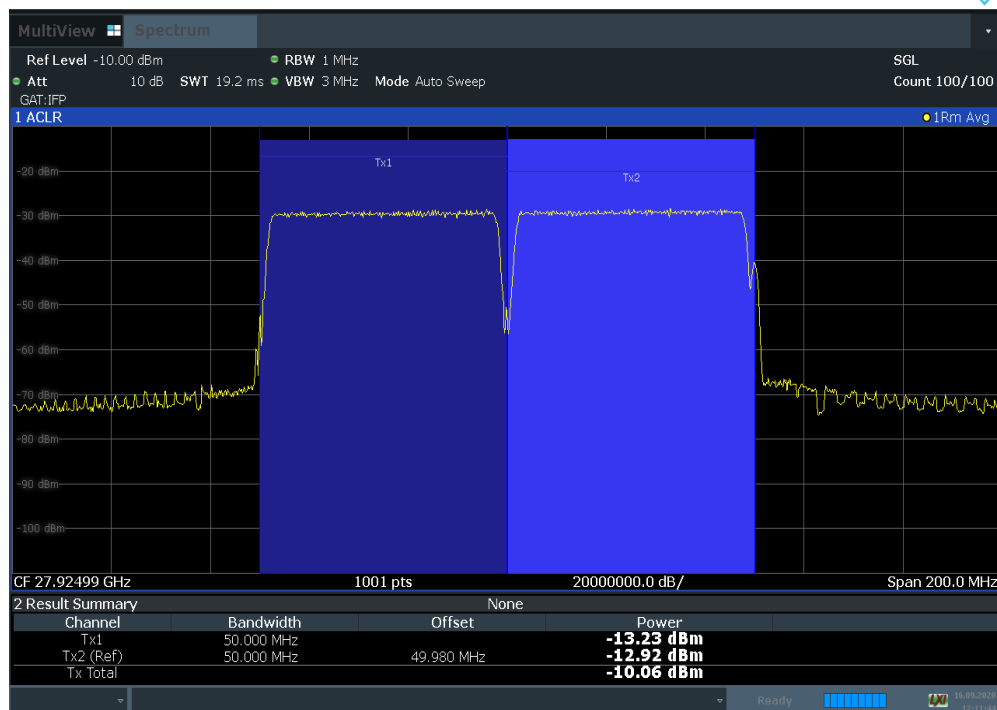 MultiView Spectrum
Ref Level -10.00 dBm RBW 1 MHz SGL
Att 10 dB SWT 19.2 ms VBW 3 MHz Mode Auto Sweep Count 100/100
GAT:IFP
1 ACLR 1Rm Avg
Tx1
-20 dBm
Tx2
-30 dBm
-40 dBm
-50 dBm
-60 dBm
-70 dBm
-80 dBm
-90 dBm
-100 dBm
CF 27.92499 GHz 1001 pts 20000000.0 dB/ Span 200.0 MHz
2 Result Summary None
Channel Bandwidth Offset Power
Tx1 50.000 MHz -13.23 dBm
Tx2 (Ref) 50.000 MHz 49.980 MHz -12.92 dBm
Tx Total -10.06 dBm
Ready 16.09.2020